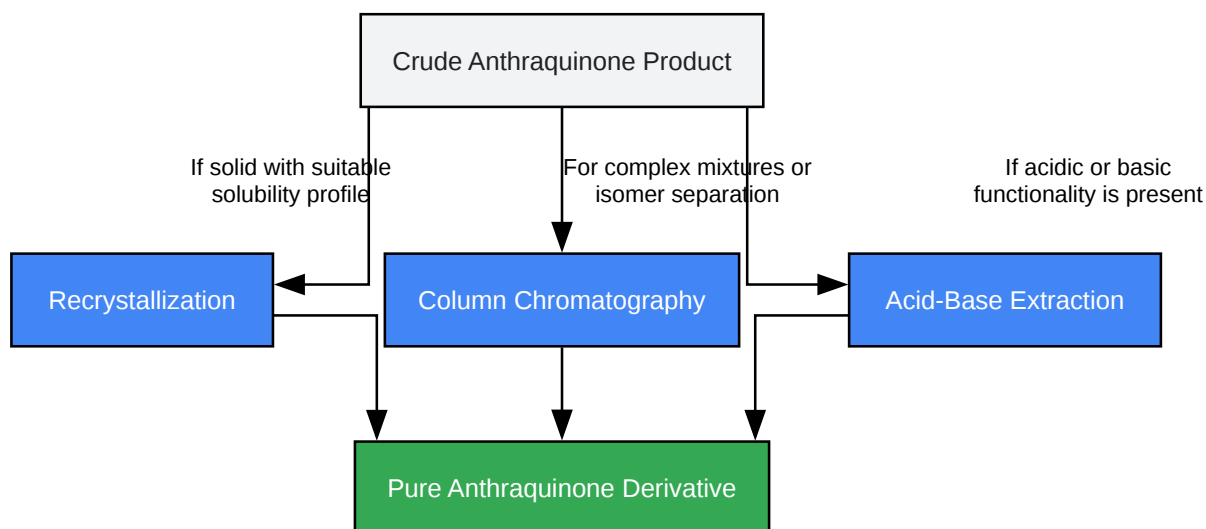 Crude Anthraquinone Product
If solid with suitable
solubility profile
For complex mixtures or
isomer separation
If acidic or basic
functionality is present
Recrystallization
Column Chromatography
Acid-Base Extraction
Pure Anthraquinone Derivative